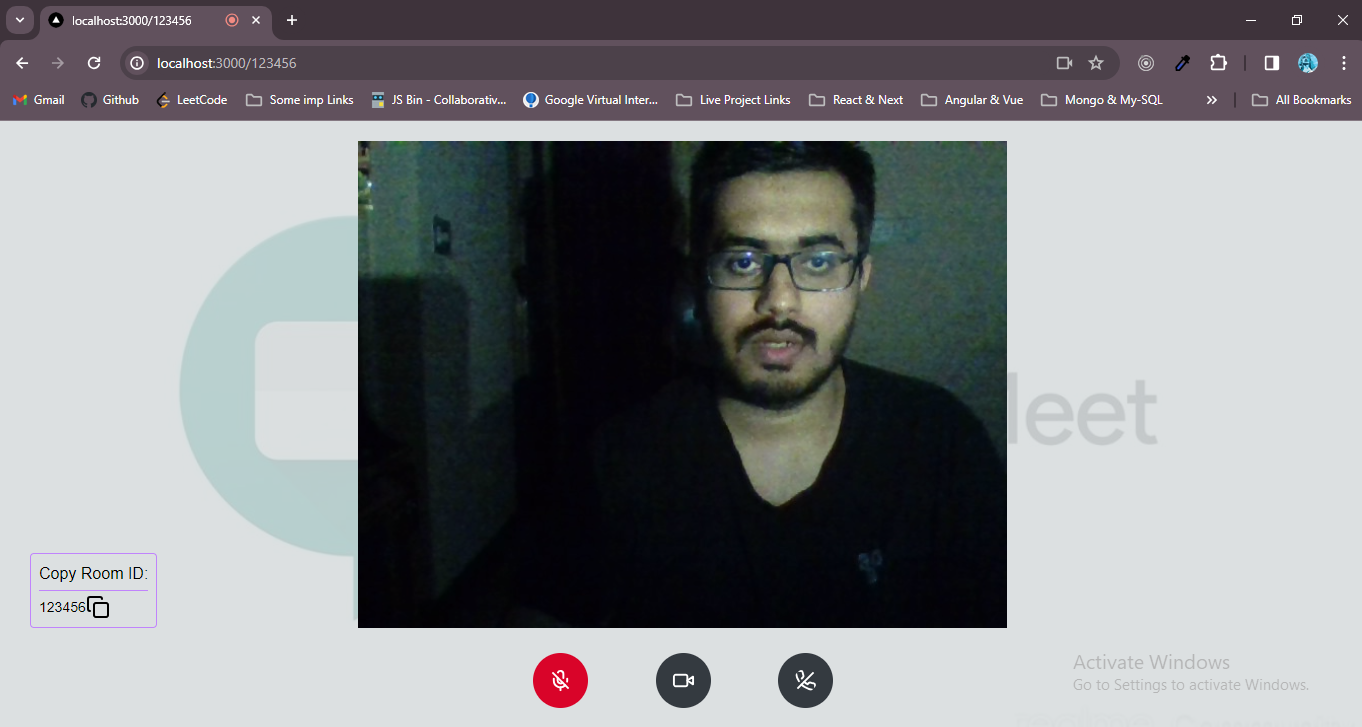 localhost:3000/123456
localhost:3000/123456
Gmail
Github
LeetCode
Some imp Links
JS Bin - Collaborativ...
Google Virtual Inter...
Live Project Links
React & Next
Angular & Vue
Mongo & My-SQL
All Bookmarks
eet
Copy Room ID:
123456
Activate Windows
Go to Settings to activate Windows.